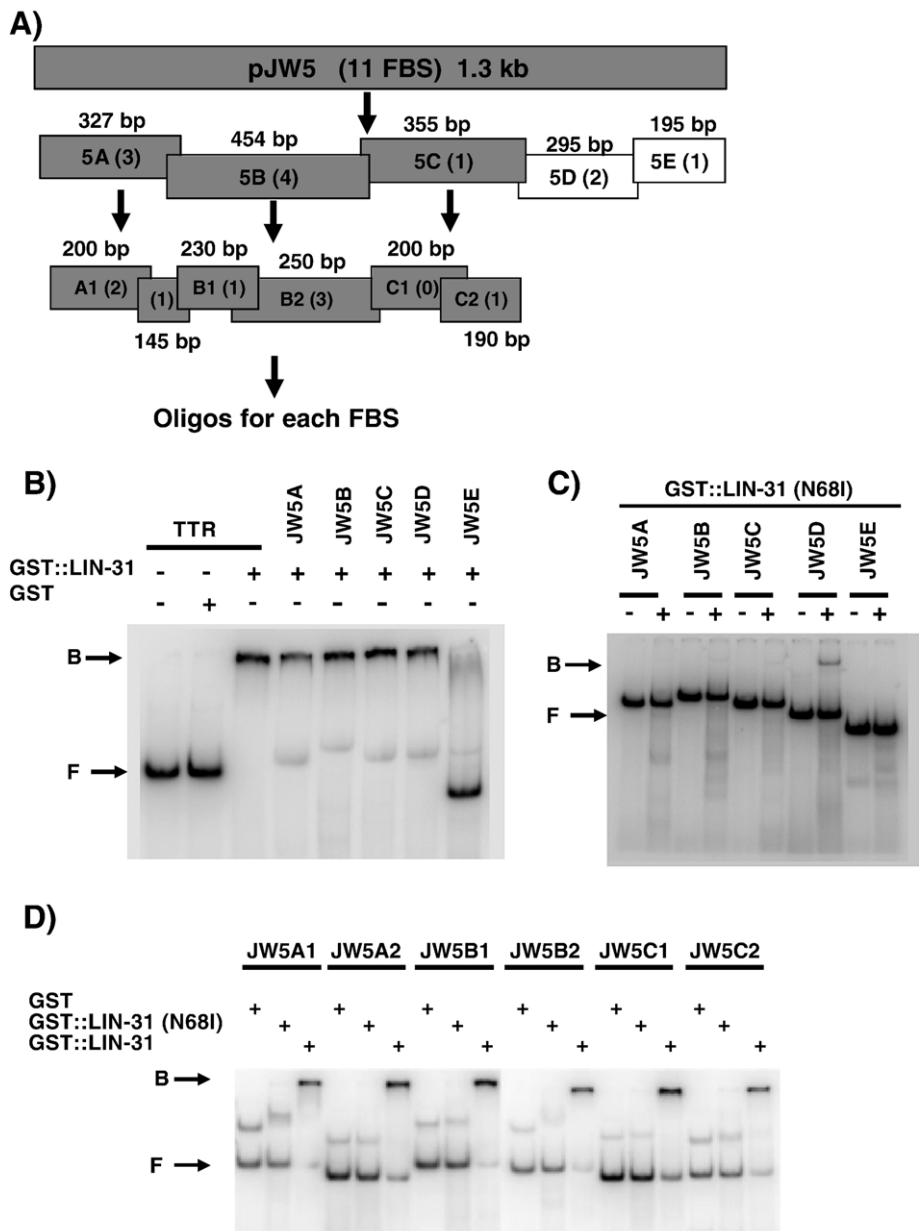 A)
pJW5 (11 FBS) 1.3 kb
327 bp
454 bp
355 bp
295 bp
195 bp
5A (3)
5B (4)
5C (1)
5D (2)
5E (1)
200 bp
230 bp
250 bp
200 bp
A1 (2)
(1)
B1 (1)
B2 (3)
C1 (0)
C2 (1)
145 bp
190 bp
Oligos for each FBS
B)
TTR
JW5A
JW5B
JW5C
JW5D
JW5E
GST::LIN-31 - - + + + + + +
GST - + - - - - - -
B
F
C)
GST::LIN-31 (N68I)
JW5A
JW5B
JW5C
JW5D
JW5E
- + - + - + - + - +
B
F
D)
JW5A1 JW5A2 JW5B1 JW5B2 JW5C1 JW5C2
GST + + + + + +
GST::LIN-31 (N68I) + + + + + +
GST::LIN-31 + + + + + +
B
F